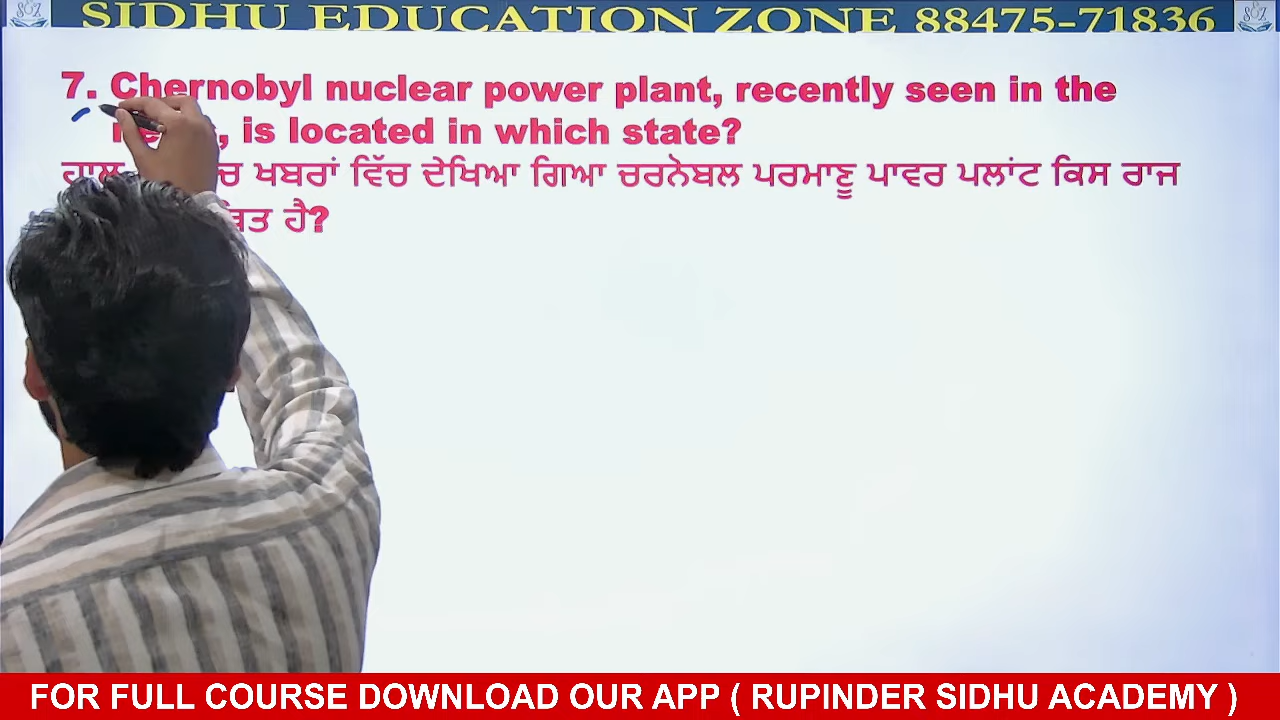 SIDHU EDUCATION ZONE 88475-71836
7. Chernobyl nuclear power plant, recently seen in the
is located in which state?
ਖਬਰਾਂ ਵਿੱਚ ਦੇਖਿਆ ਗਿਆ ਚਰਨੋਬਲ ਪਰਮਾਣੂ ਪਾਵਰ ਪਲਾਂਟ ਕਿਸ ਰਾਜ
ਹੈ?
FOR FULL COURSE DOWNLOAD OUR APP ( RUPINDER SIDHU ACADEMY )